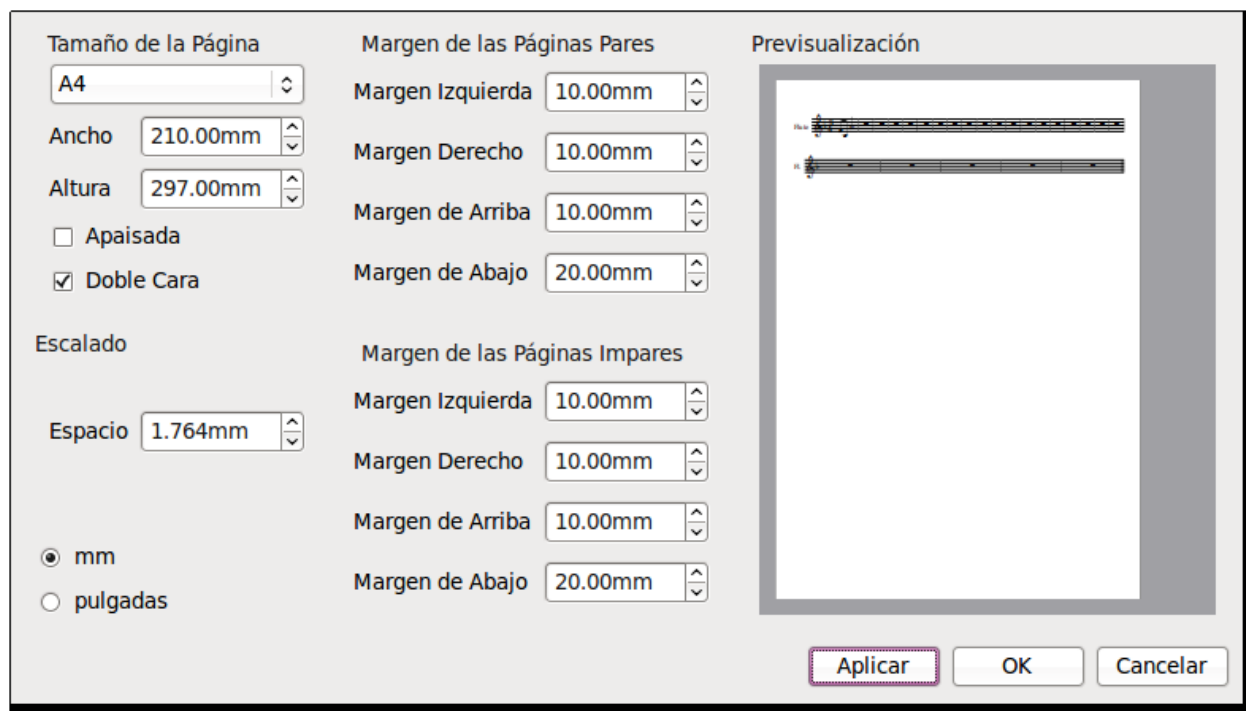 Tamaño de la Página
A4
Ancho 210.00mm
Altura 297.00mm
Apaisada
Doble Cara
Escalado
Espacio 1.764mm
mm
pulgadas
Margen de las Páginas Pares
Margen Izquierda 10.00mm
Margen Derecho 10.00mm
Margen de Arriba 10.00mm
Margen de Abajo 20.00mm
Margen de las Páginas Impares
Margen Izquierda 10.00mm
Margen Derecho 10.00mm
Margen de Arriba 10.00mm
Margen de Abajo 20.00mm
Previsualización
Aplicar
OK
Cancelar